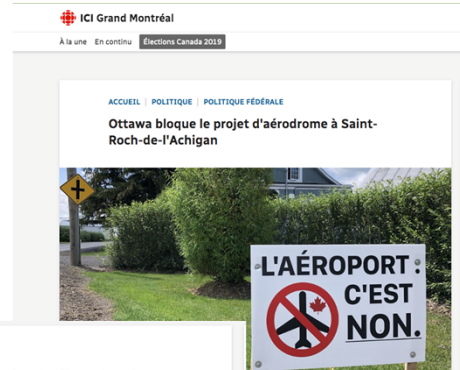 ICI Grand Montréal
À la une En continu Élections Canada 2019
ACCUEIL | POLITIQUE | POLITIQUE FÉDÉRALE
Ottawa bloque le projet d'aérodrome à Saint-
Roch-de-l'Achigan
L'AÉROPORT :
C'EST
NON.